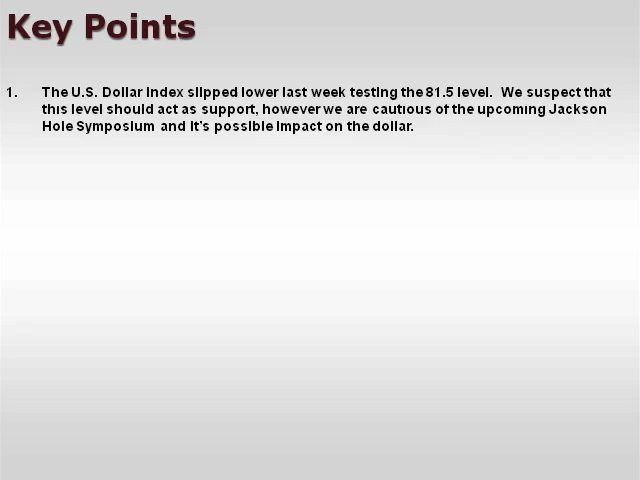 Key Points
1. The U.S. Dollar Index slipped lower last week testing the 81.5 level. We suspect that
this level should act as support, however we are cautious of the upcoming Jackson
Hole Symposium and it's possible impact on the dollar.